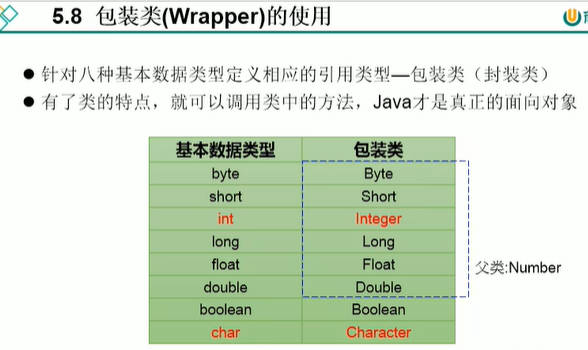 5.8 包装类(Wrapper)的使用
● 针对八种基本数据类型定义相应的引用类型—包装类（封装类）
● 有了类的特点，就可以调用类中的方法，Java才是真正的面向对象
基本数据类型 包装类
byte Byte
short Short
int Integer
long Long
float Float
double Double
boolean Boolean
char Character
父类:Number